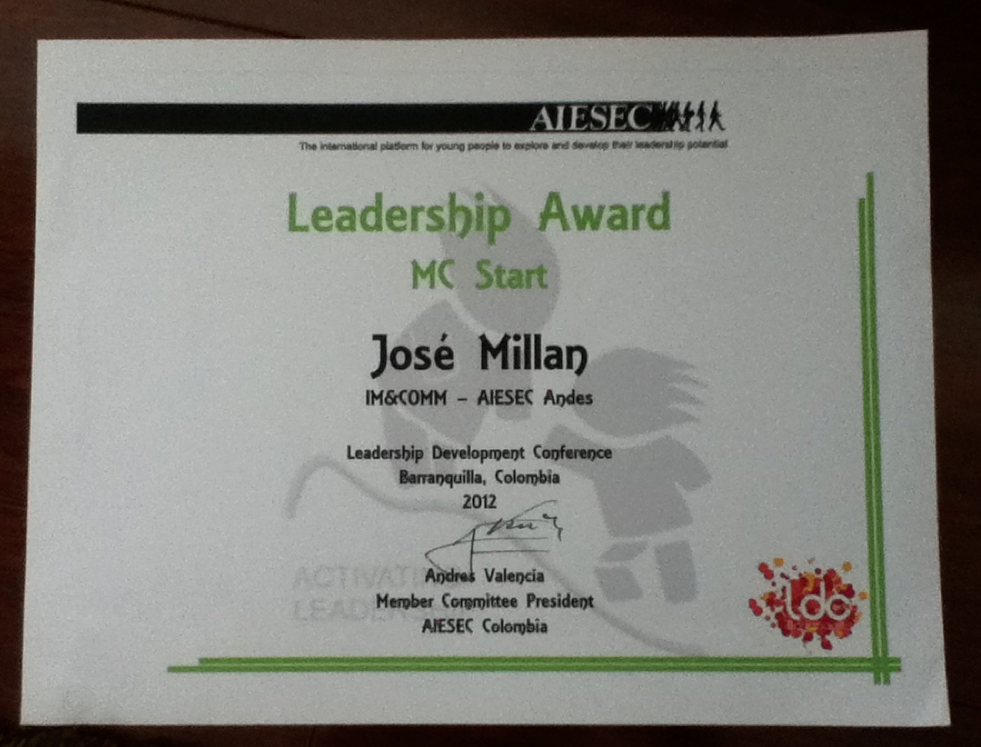 AIESEC
The international platform for young people to explore and develop their leadership potential
Leadership Award
MC Start
José Millan
IM&COMM – AIESEC Andes
Leadership Development Conference
Barranquilla, Colombia
2012
Andres Valencia
Member Committee President
AIESEC Colombia
ldc